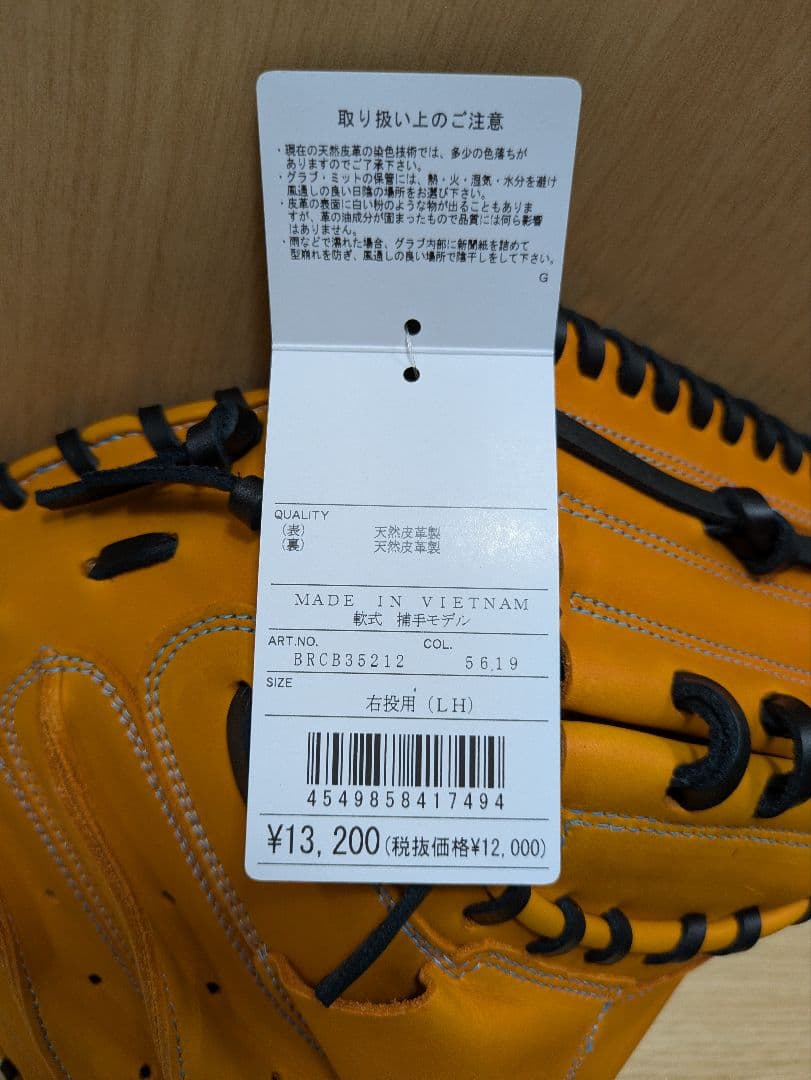 取り扱い上のご注意
・現在の天然皮革の染色技術では、多少の色落ちが
ありますのでご了承下さい。
・グラブ・ミットの保管には、熱・火・湿気・水分を避け
風通しの良い日陰の場所をお選び下さい。
・皮革の表面に白い粉のような物が出ることもありま
すが、革の油成分が固まったもので品質には何ら影響
はありません。
・雨などで濡れた場合、グラブ内部に新聞紙を詰めて
型崩れを防ぎ、風通しの良い場所で陰干しをして下さい。
G
QUALITY
(表) 天然皮革製
(裏) 天然皮革製
MADE IN VIETNAM
軟式 捕手モデル
ART.NO. COL.
BRCB35212 56,19
SIZE
右投用(LH)
4549858417494
¥13,200(税抜価格¥12,000)